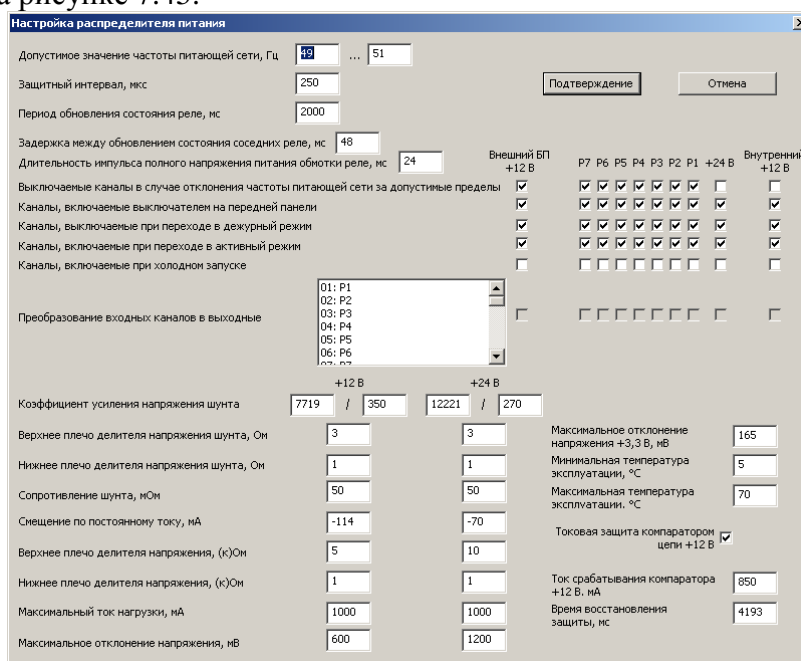 а рисунке 7.43.
Настройка распределителя питания
Допустимое значение частоты питающей сети, Гц 49 ... 51
Защитный интервал, мкс 250
Подтверждение Отмена
Период обновления состояния реле, мс 2000
Задержка между обновлением состояния соседних реле, мс 48
Длительность импульса полного напряжения питания обмотки реле, мс 24
Внешний БП +12 В P7 P6 P5 P4 P3 P2 P1 +24 В Внутренний +12 В
Выключаемые каналы в случае отклонения частоты питающей сети за допустимые пределы
Каналы, включаемые выключателем на передней панели
Каналы, выключаемые при переходе в дежурный режим
Каналы, включаемые при переходе в активный режим
Каналы, включаемые при холодном запуске
Преобразование входных каналов в выходные
01: P1
02: P2
03: P3
04: P4
05: P5
06: P6
07: P7
+12 В +24 В
Коэффициент усиления напряжения шунта 7719 / 350 12221 / 270
Верхнее плечо делителя напряжения шунта, Ом 3 3
Нижнее плечо делителя напряжения шунта, Ом 1 1
Сопротивление шунта, мОм 50 50
Смещение по постоянному току, мА -114 -70
Верхнее плечо делителя напряжения, (к)Ом 5 10
Нижнее плечо делителя напряжения, (к)Ом 1 1
Максимальный ток нагрузки, мА 1000 1000
Максимальное отклонение напряжения, мВ 600 1200
Максимальное отклонение
напряжения +3,3 В, мВ 165
Минимальная температура
эксплуатации, °C 5
Максимальная температура
эксплуатации. °C 70
Токовая защита компаратором
цепи +12 В
Ток срабатывания компаратора
+12 В. мА 850
Время восстановления
защиты, мс 4193